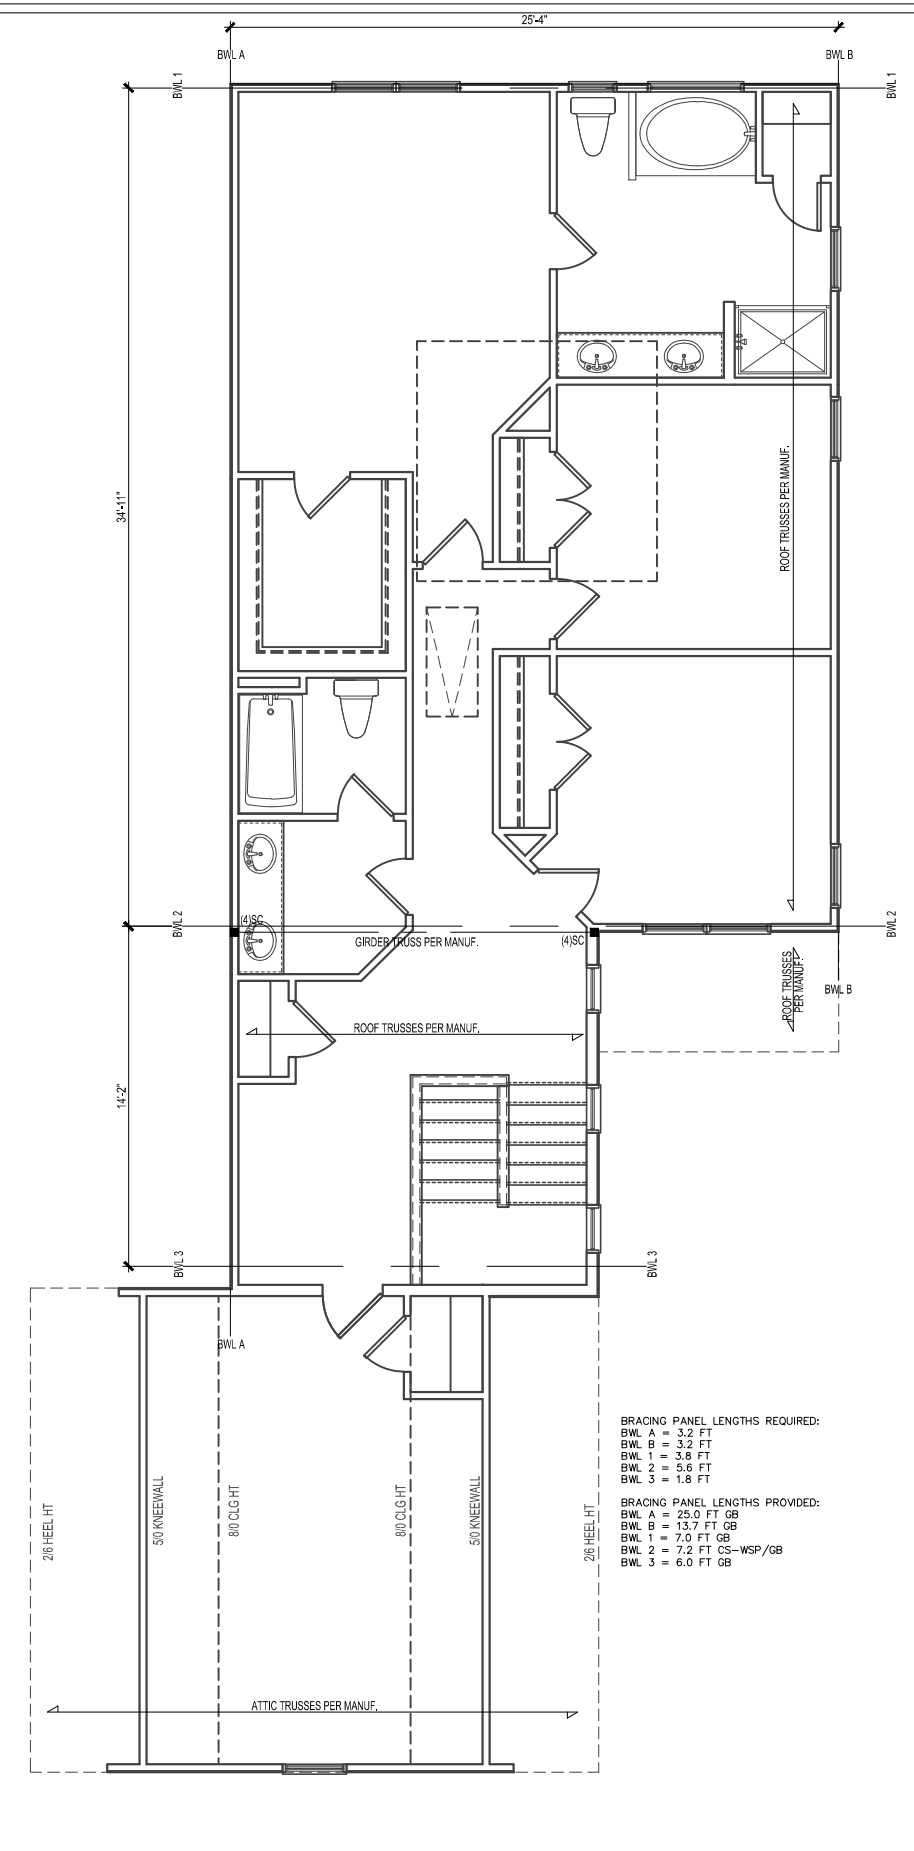 25'-4"
BWL A
BWL B
BWL 1
BWL 1
34'-11"
ROOF TRUSSES PER MANUF.
BWL 2
(4)SC
GIRDER TRUSS PER MANUF.
(4)SC
BWL 2
ROOF TRUSSES
PER MANUF.
BWL B
ROOF TRUSSES PER MANUF.
14'-2"
BWL 3
BWL 3
BWL A
BRACING PANEL LENGTHS REQUIRED:
BWL A = 3.2 FT
BWL B = 3.2 FT
BWL 1 = 3.8 FT
BWL 2 = 5.6 FT
BWL 3 = 1.8 FT
BRACING PANEL LENGTHS PROVIDED:
BWL A = 25.0 FT GB
BWL B = 13.7 FT GB
BWL 1 = 7.0 FT GB
BWL 2 = 7.2 FT CS-WSP/GB
BWL 3 = 6.0 FT GB
2/6 HEEL HT
5/0 KNEEWALL
8/0 CLG HT
8/0 CLG HT
5/0 KNEEWALL
2/6 HEEL HT
ATTIC TRUSSES PER MANUF.